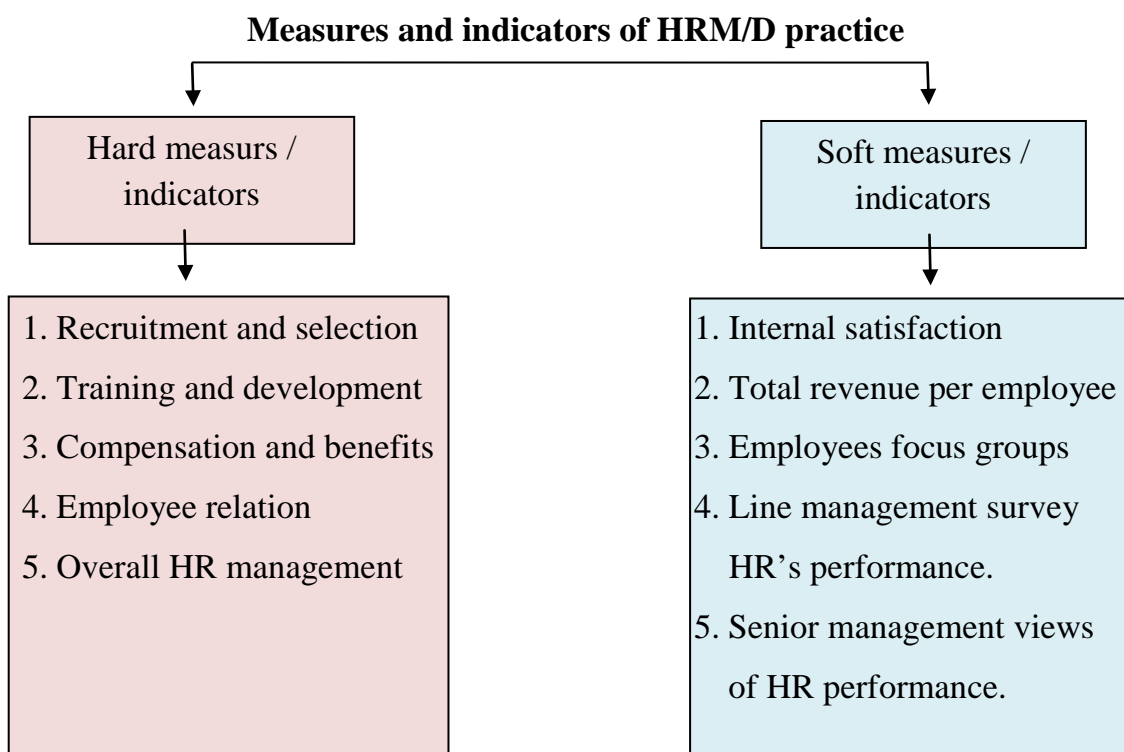 Measures and indicators of HRM/D practice
Hard measurs /
indicators
Soft measures /
indicators
1. Recruitment and selection
2. Training and development
3. Compensation and benefits
4. Employee relation
5. Overall HR management
1. Internal satisfaction
2. Total revenue per employee
3. Employees focus groups
4. Line management survey
HR’s performance.
5. Senior management views
of HR performance.